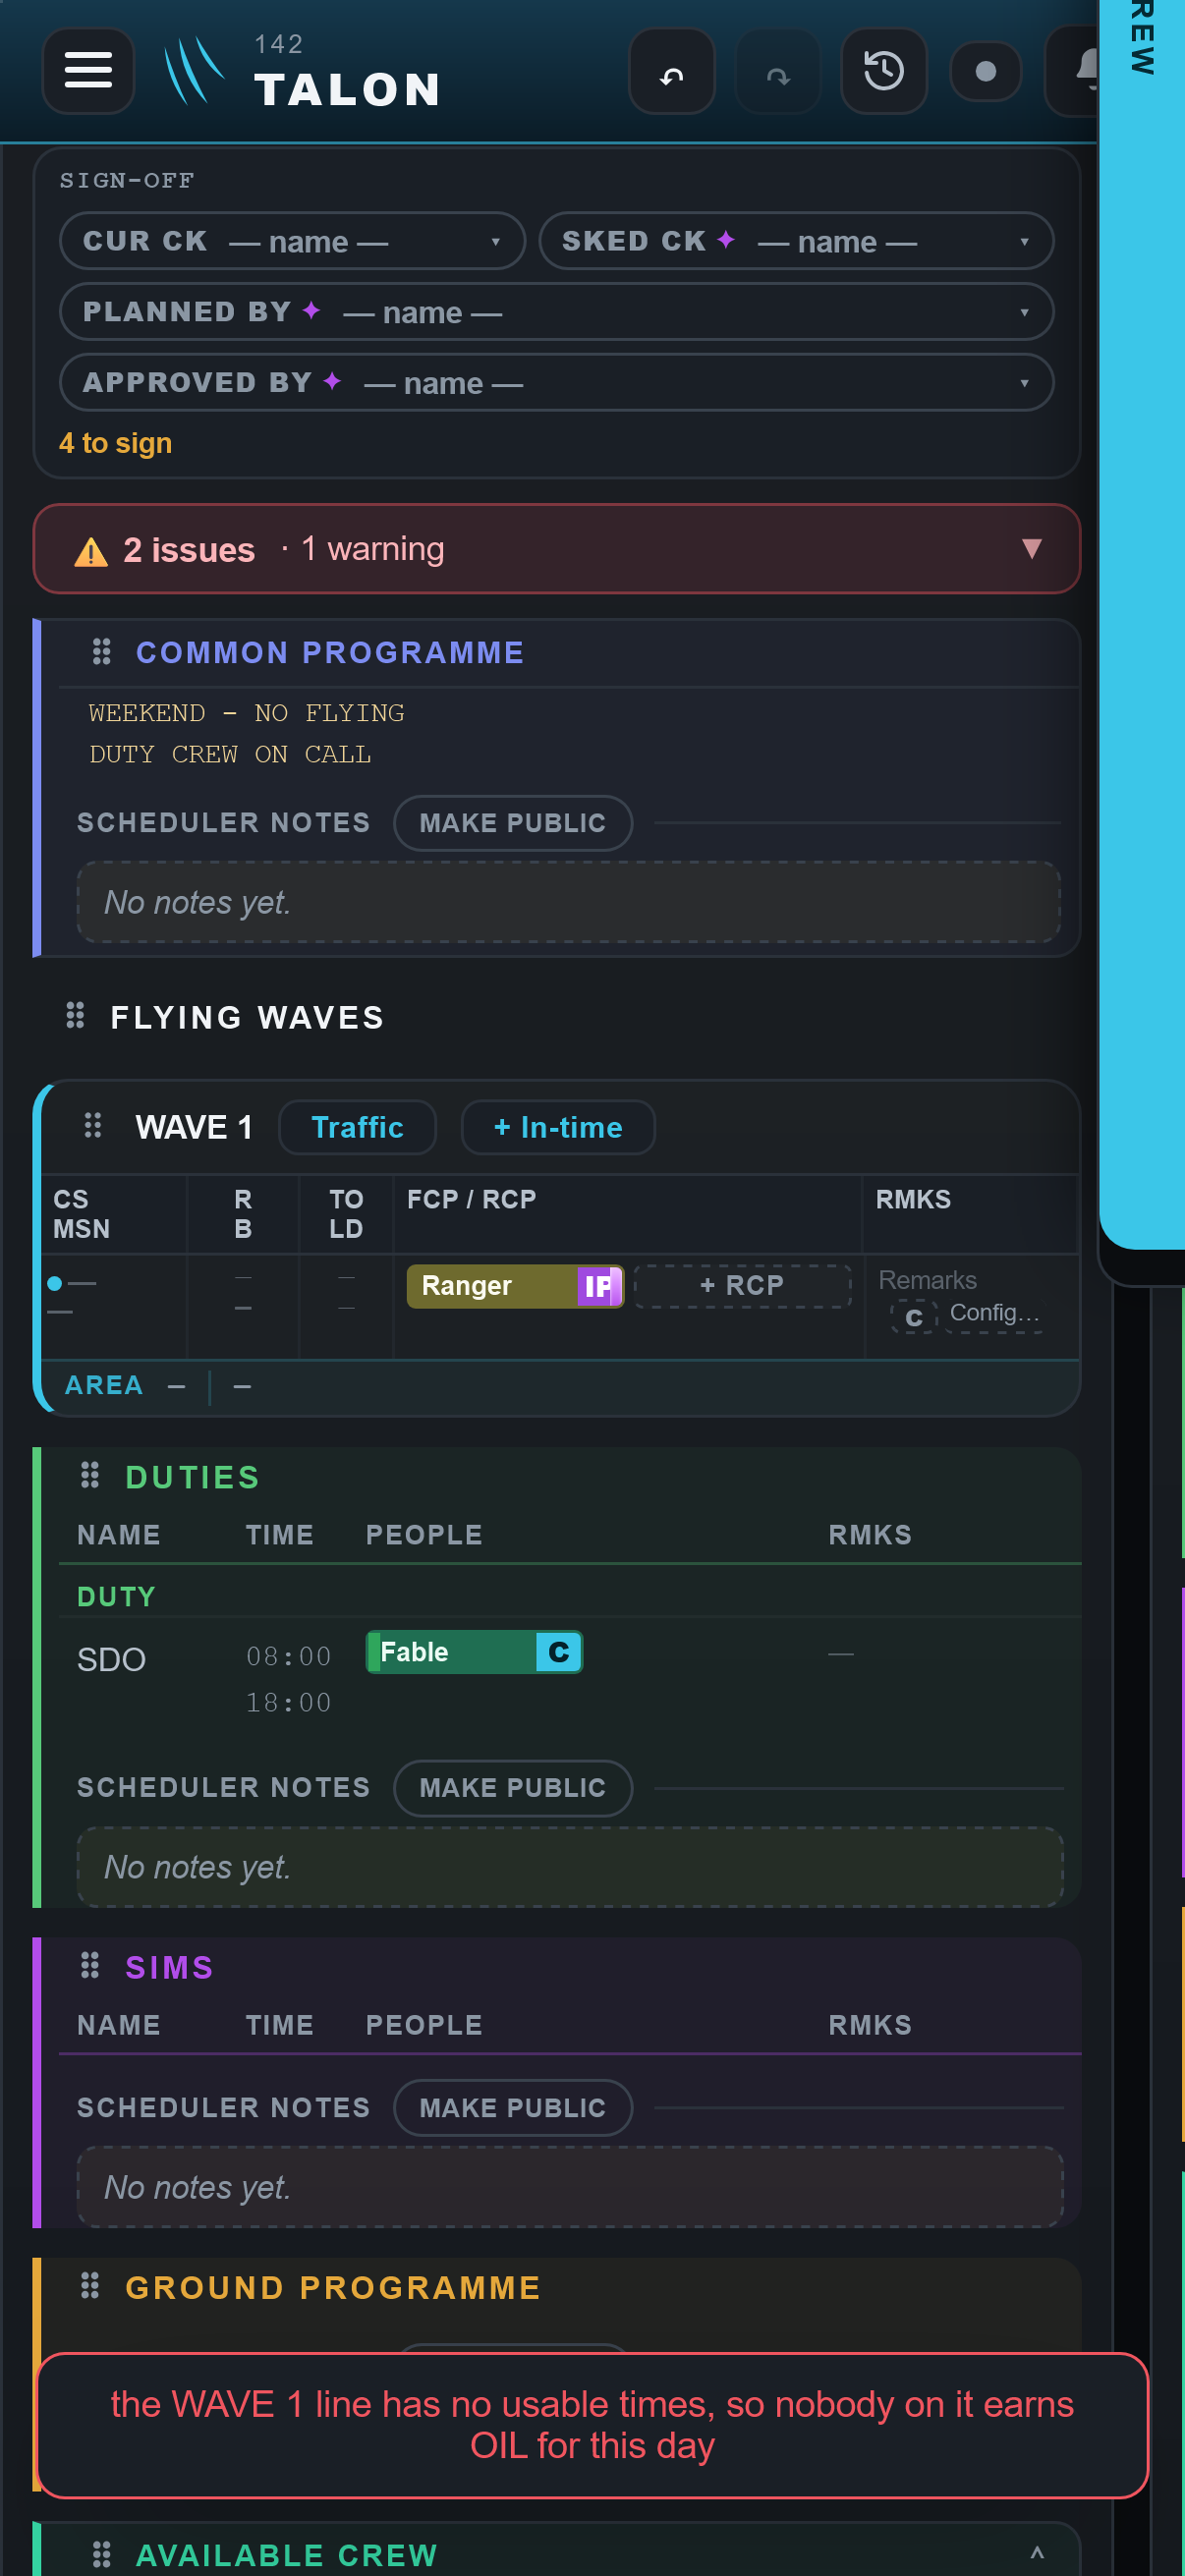 142
TALON
REW
SIGN-OFF
CUR CK — name —
SKED CK ✦ — name —
PLANNED BY ✦ — name —
APPROVED BY ✦ — name —
4 to sign
2 issues · 1 warning
COMMON PROGRAMME
WEEKEND - NO FLYING
DUTY CREW ON CALL
SCHEDULER NOTES MAKE PUBLIC
No notes yet.
FLYING WAVES
WAVE 1 Traffic + In-time
CS R TO FCP / RCP RMKS
MSN B LD
— — — Ranger IP + RCP Remarks
— — — C Config...
AREA — | —
DUTIES
NAME TIME PEOPLE RMKS
DUTY
SDO 08:00 Fable C —
18:00
SCHEDULER NOTES MAKE PUBLIC
No notes yet.
SIMS
NAME TIME PEOPLE RMKS
SCHEDULER NOTES MAKE PUBLIC
No notes yet.
GROUND PROGRAMME
the WAVE 1 line has no usable times, so nobody on it earns
OIL for this day
AVAILABLE CREW